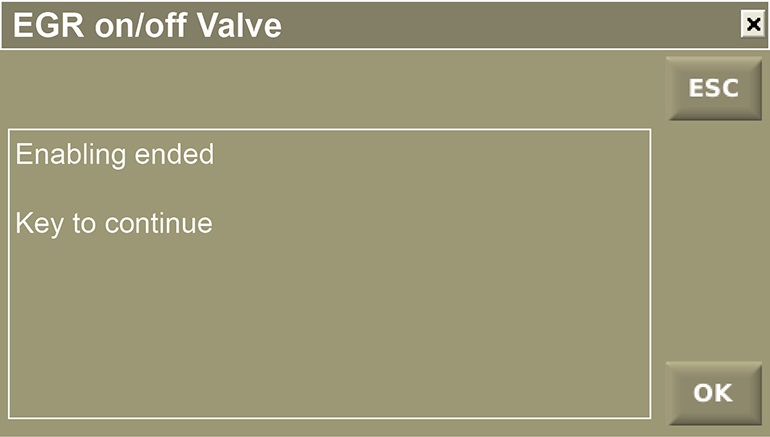 EGR on/off Valve
ESC
Enabling ended
Key to continue
OK